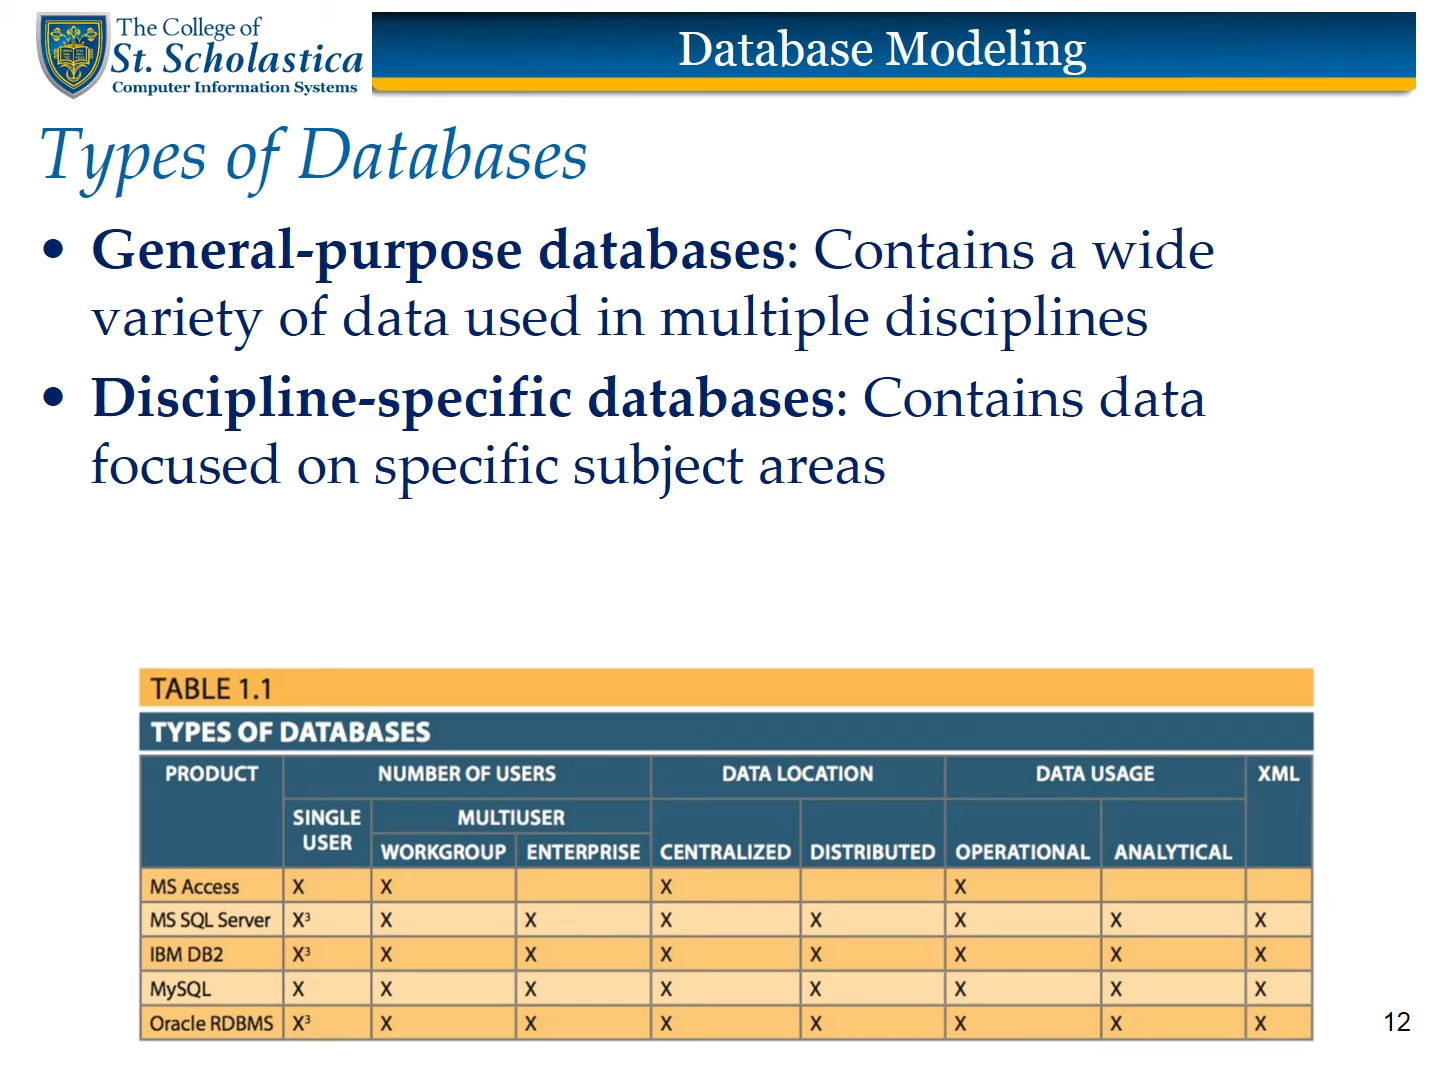 The College of
St. Scholastica
Computer Information Systems
Database Modeling
Types of Databases
• General-purpose databases: Contains a wide
variety of data used in multiple disciplines
• Discipline-specific databases: Contains data
focused on specific subject areas
TABLE 1.1
TYPES OF DATABASES
PRODUCT NUMBER OF USERS DATA LOCATION DATA USAGE XML
SINGLE USER MULTIUSER
WORKGROUP ENTERPRISE CENTRALIZED DISTRIBUTED OPERATIONAL ANALYTICAL
MS Access X X X X
MS SQL Server X³ X X X X X X X
IBM DB2 X³ X X X X X X X
MySQL X X X X X X X X
Oracle RDBMS X³ X X X X X X X
12